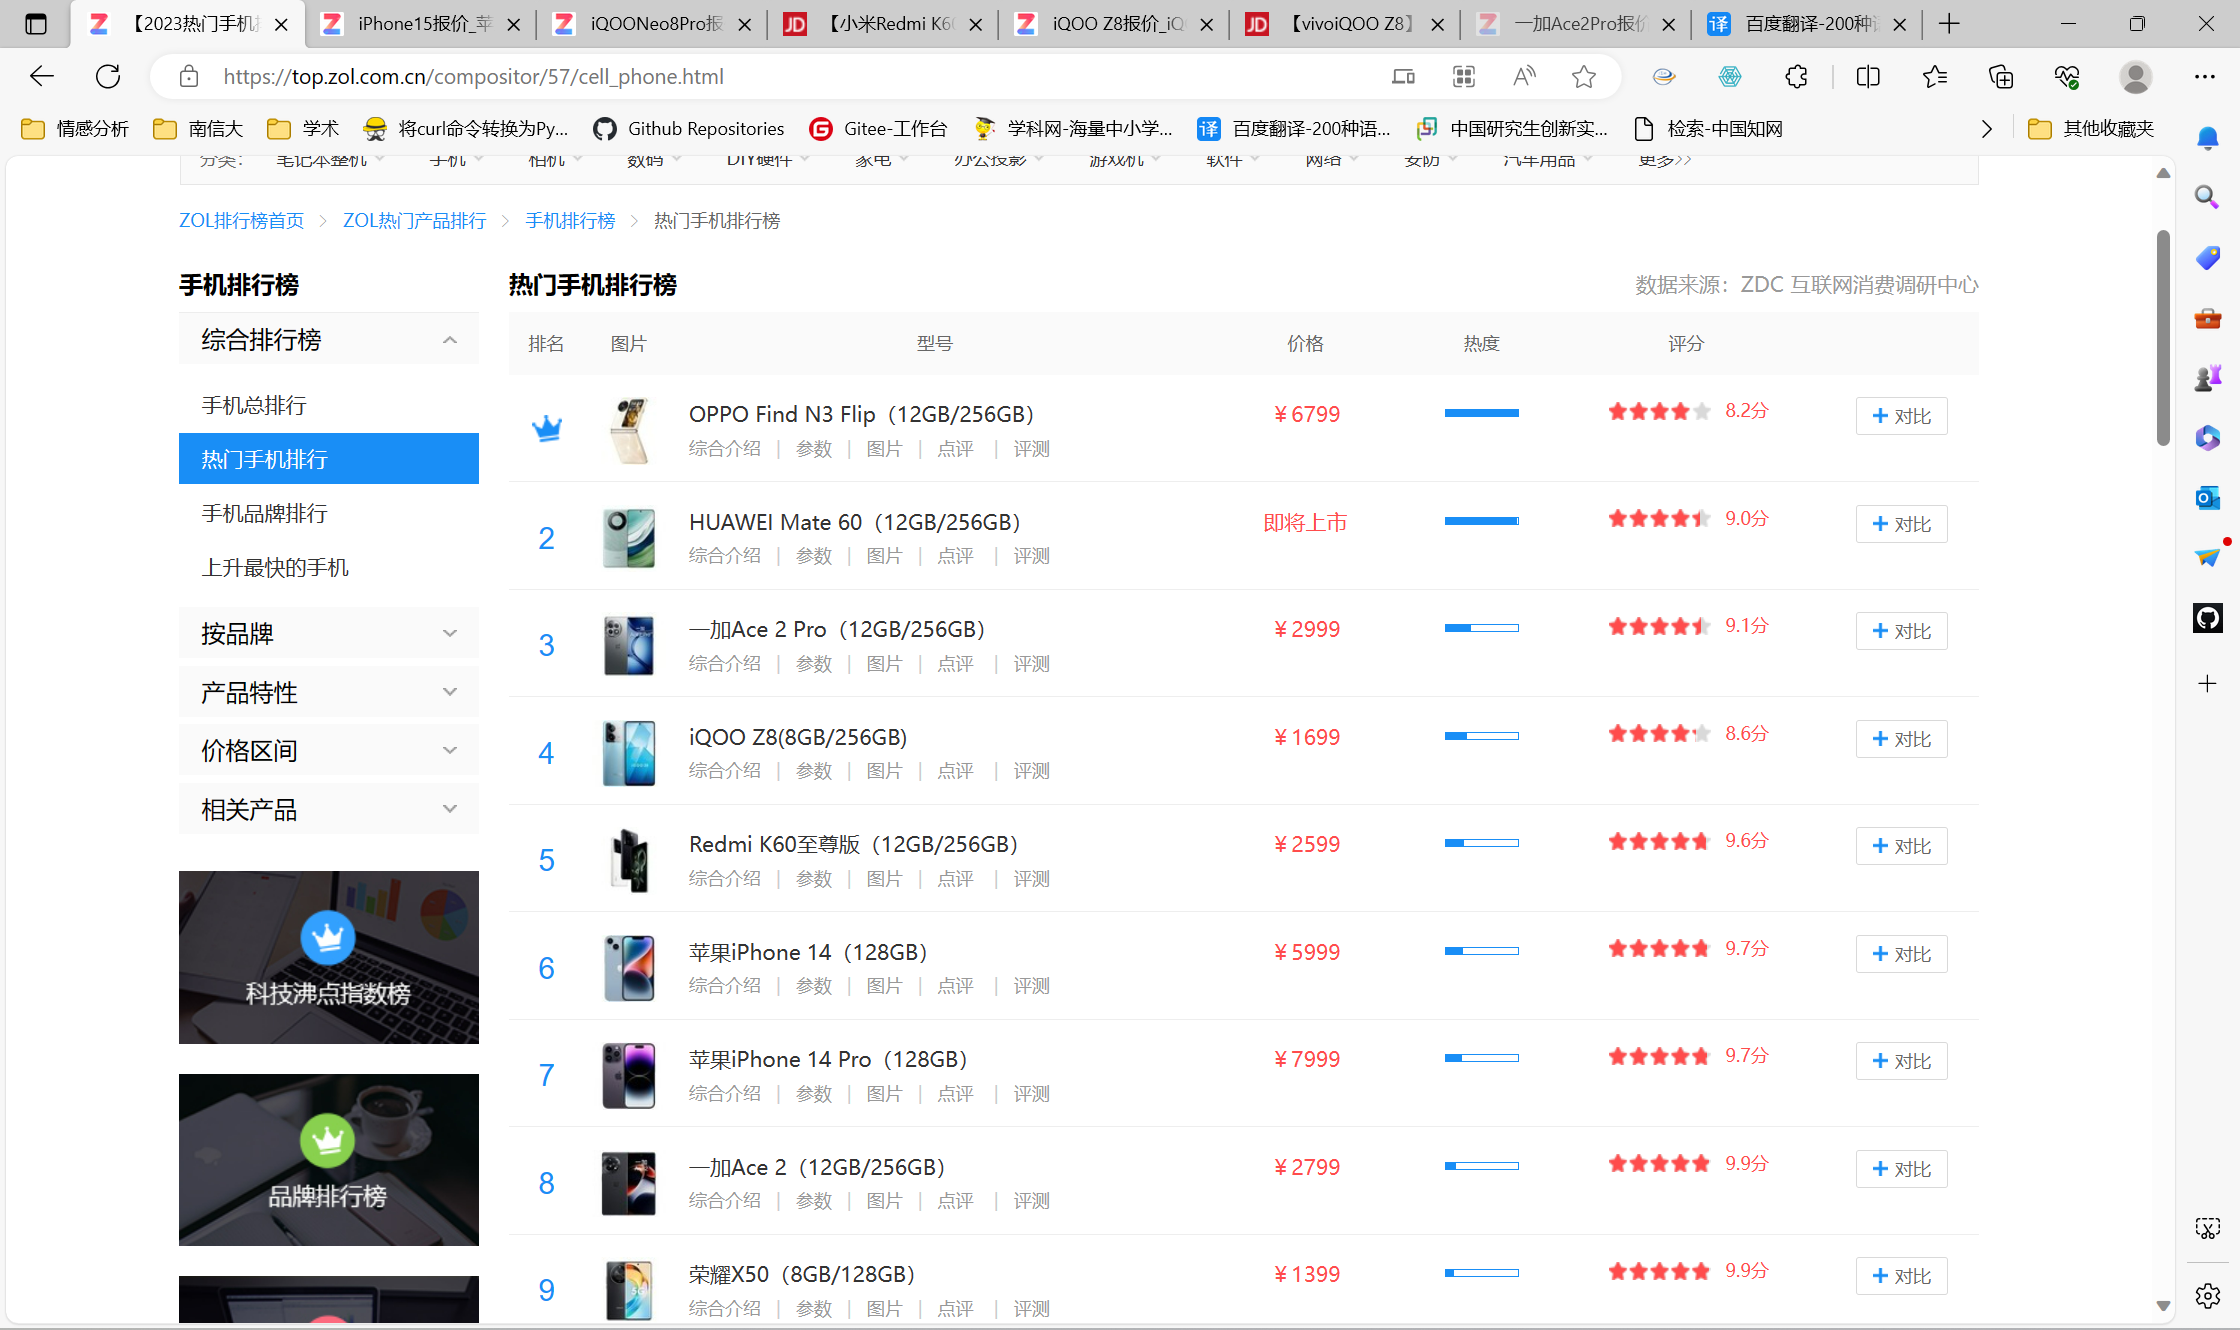 【2023热门手机
iPhone15报价_苹
iQOONeo8Pro报
【小米Redmi K60
iQOO Z8报价_iQ
【vivoiQOO Z8】
一加Ace2Pro报价
百度翻译-200种
https://top.zol.com.cn/compositor/57/cell_phone.html
情感分析 南信大 学术 将curl命令转换为Py... Github Repositories Gitee-工作台 学科网-海量中小学... 百度翻译-200种语... 中国研究生创新实... 检索-中国知网 其他收藏夹
分类： 笔记本整机 手机 相机 数码 DIY硬件 家电 办公投影 游戏机 软件 网络 安防 汽车用品 更多>>
ZOL排行榜首页 > ZOL热门产品排行 > 手机排行榜 > 热门手机排行榜
手机排行榜
综合排行榜
手机总排行
热门手机排行
手机品牌排行
上升最快的手机
按品牌
产品特性
价格区间
相关产品
科技沸点指数榜
品牌排行榜
热门手机排行榜
数据来源：ZDC 互联网消费调研中心
排名 图片 型号 价格 热度 评分
OPPO Find N3 Flip（12GB/256GB） ￥6799 8.2分 + 对比
综合介绍 | 参数 | 图片 | 点评 | 评测
2 HUAWEI Mate 60（12GB/256GB） 即将上市 9.0分 + 对比
综合介绍 | 参数 | 图片 | 点评 | 评测
3 一加Ace 2 Pro（12GB/256GB） ￥2999 9.1分 + 对比
综合介绍 | 参数 | 图片 | 点评 | 评测
4 iQOO Z8(8GB/256GB) ￥1699 8.6分 + 对比
综合介绍 | 参数 | 图片 | 点评 | 评测
5 Redmi K60至尊版（12GB/256GB） ￥2599 9.6分 + 对比
综合介绍 | 参数 | 图片 | 点评 | 评测
6 苹果iPhone 14（128GB） ￥5999 9.7分 + 对比
综合介绍 | 参数 | 图片 | 点评 | 评测
7 苹果iPhone 14 Pro（128GB） ￥7999 9.7分 + 对比
综合介绍 | 参数 | 图片 | 点评 | 评测
8 一加Ace 2（12GB/256GB） ￥2799 9.9分 + 对比
综合介绍 | 参数 | 图片 | 点评 | 评测
9 荣耀X50（8GB/128GB） ￥1399 9.9分 + 对比
综合介绍 | 参数 | 图片 | 点评 | 评测